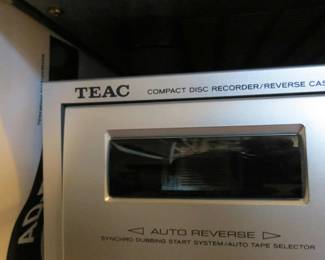 TEAC COMPACT DISC RECORDER/REVERSE CAS
◁ AUTO REVERSE ▷
SYNCHRO DUBBING START SYSTEM/AUTO TAPE SELECTOR